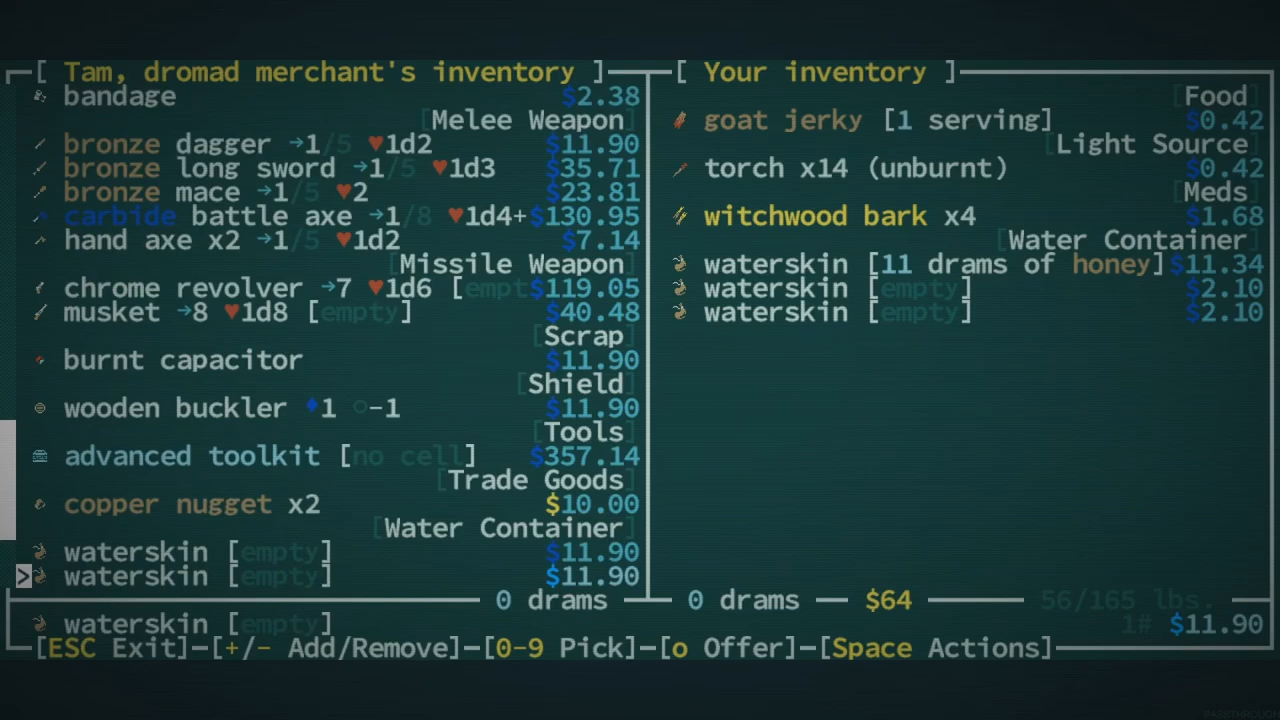 [ Tam, dromad merchant's inventory ]
bandage $2.38
[Melee Weapon]
bronze dagger →1/5 ♥1d2 $11.90
bronze long sword →1/5 ♥1d3 $35.71
bronze mace →1/5 ♥2 $23.81
carbide battle axe →1/8 ♥1d4+$130.95
hand axe x2 →1/5 ♥1d2 $7.14
[Missile Weapon]
chrome revolver →7 ♥1d6 [empt$119.05
musket →8 ♥1d8 [empty] $40.48
[Scrap]
burnt capacitor $11.90
[Shield]
wooden buckler ♦1 ○-1 $11.90
[Tools]
advanced toolkit [no cell] $357.14
[Trade Goods]
copper nugget x2 $10.00
[Water Container]
waterskin [empty] $11.90
>waterskin [empty] $11.90
[ Your inventory ]
[Food]
goat jerky [1 serving] $0.42
[Light Source]
torch x14 (unburnt) $0.42
[Meds]
witchwood bark x4 $1.68
[Water Container]
waterskin [11 drams of honey]$11.34
waterskin [empty] $2.10
waterskin [empty] $2.10
0 drams 0 drams $64 56/165 lbs.
waterskin [empty] 1# $11.90
[ESC Exit]-[+/- Add/Remove]-[0-9 Pick]-[o Offer]-[Space Actions]